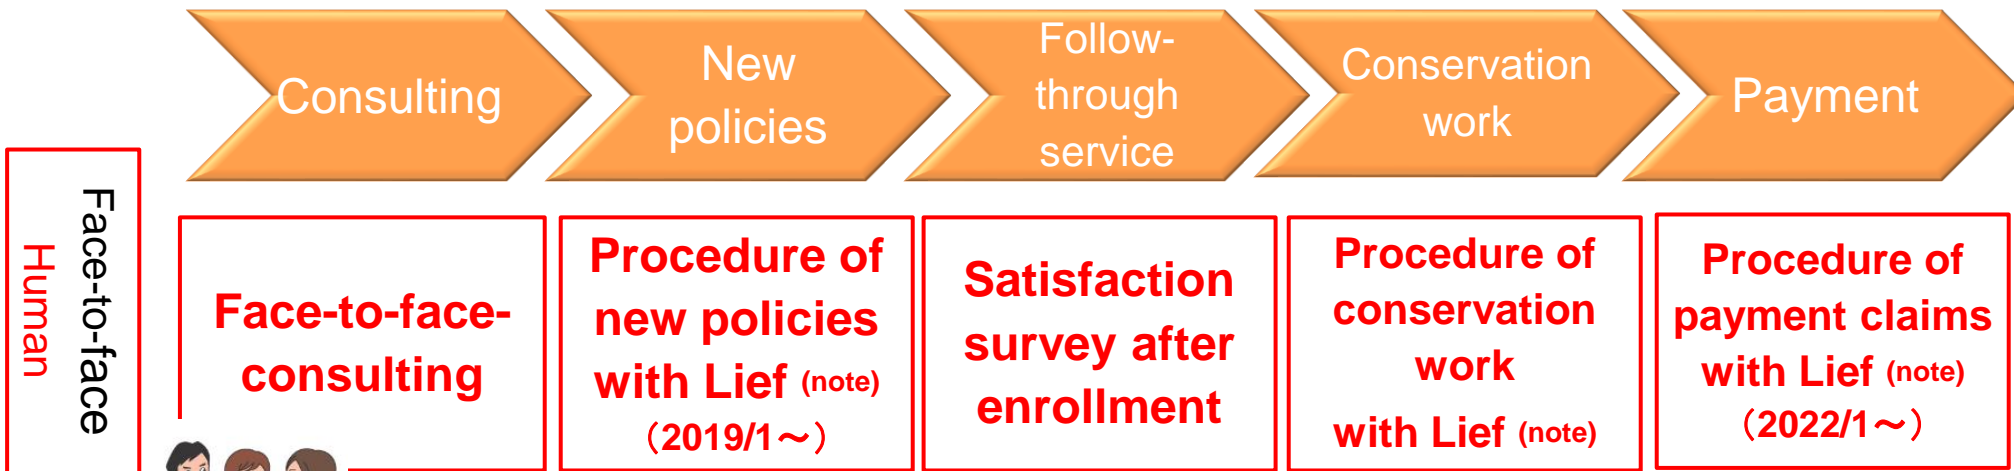 Consulting
New
policies
Follow-
through
service
Conservation
work
Payment
Face-to-face
Human
Face-to-face-
consulting
Procedure of
new policies
with Lief (note)
（2019/1～）
Satisfaction
survey after
enrollment
Procedure of
conservation
work
with Lief (note)
Procedure of
payment claims
with Lief (note)
（2022/1～）